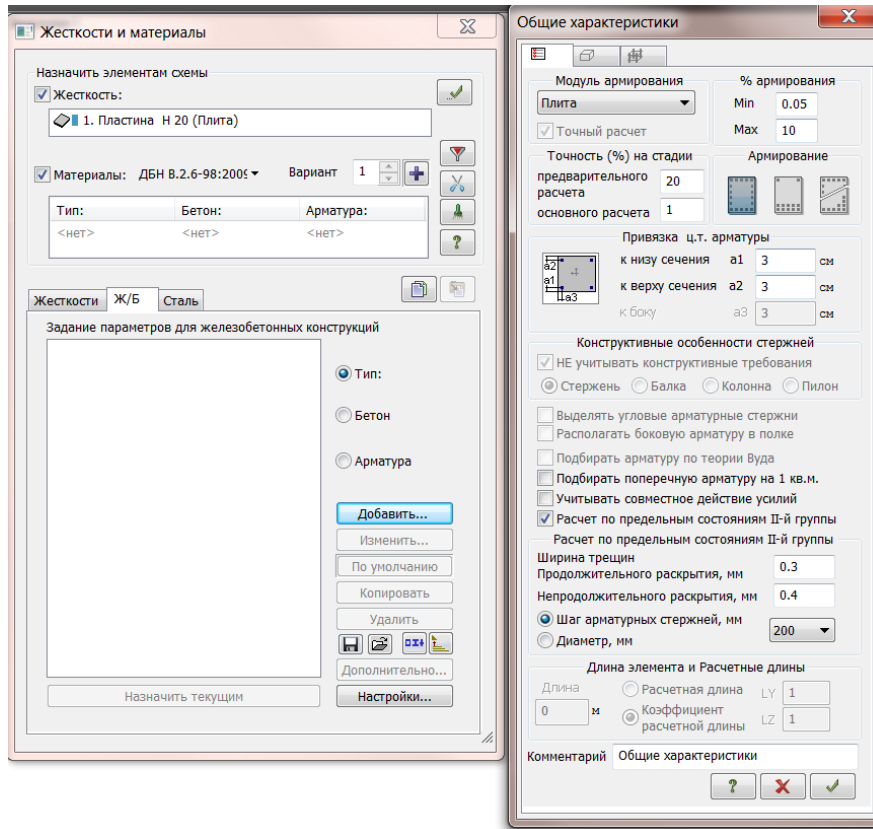 Жесткости и материалы
Назначить элементам схемы
Жесткость:
1. Пластина H 20 (Плита)
Материалы: ДБН В.2.6-98:2009 Вариант 1
Тип: Бетон: Арматура:
<нет> <нет> <нет>
?
Жесткости Ж/Б Сталь
Задание параметров для железобетонных конструкций
Тип:
Бетон
Арматура
Добавить...
Изменить...
По умолчанию
Копировать
Удалить
Дополнительно...
Назначить текущим Настройки...
Общие характеристики
Модуль армирования % армирования
Плита Min 0.05
Точный расчет Max 10
Точность (%) на стадии Армирование
предварительного расчета 20
основного расчета 1
Привязка ц.т. арматуры
a2 a1 a3
к низу сечения a1 3 см
к верху сечения a2 3 см
к боку a3 3 см
Конструктивные особенности стержней
НЕ учитывать конструктивные требования
Стержень Балка Колонна Пилон
Выделять угловые арматурные стержни
Располагать боковую арматуру в полке
Подбирать арматуру по теории Вуда
Подбирать поперечную арматуру на 1 кв.м.
Учитывать совместное действие усилий
Расчет по предельным состояниям II-й группы
Расчет по предельным состояниям II-й группы
Ширина трещин
Продолжительного раскрытия, мм 0.3
Непродолжительного раскрытия, мм 0.4
Шаг арматурных стержней, мм 200
Диаметр, мм
Длина элемента и Расчетные длины
Длина Расчетная длина LY 1
0 м Коэффициент расчетной длины LZ 1
Комментарий Общие характеристики
?